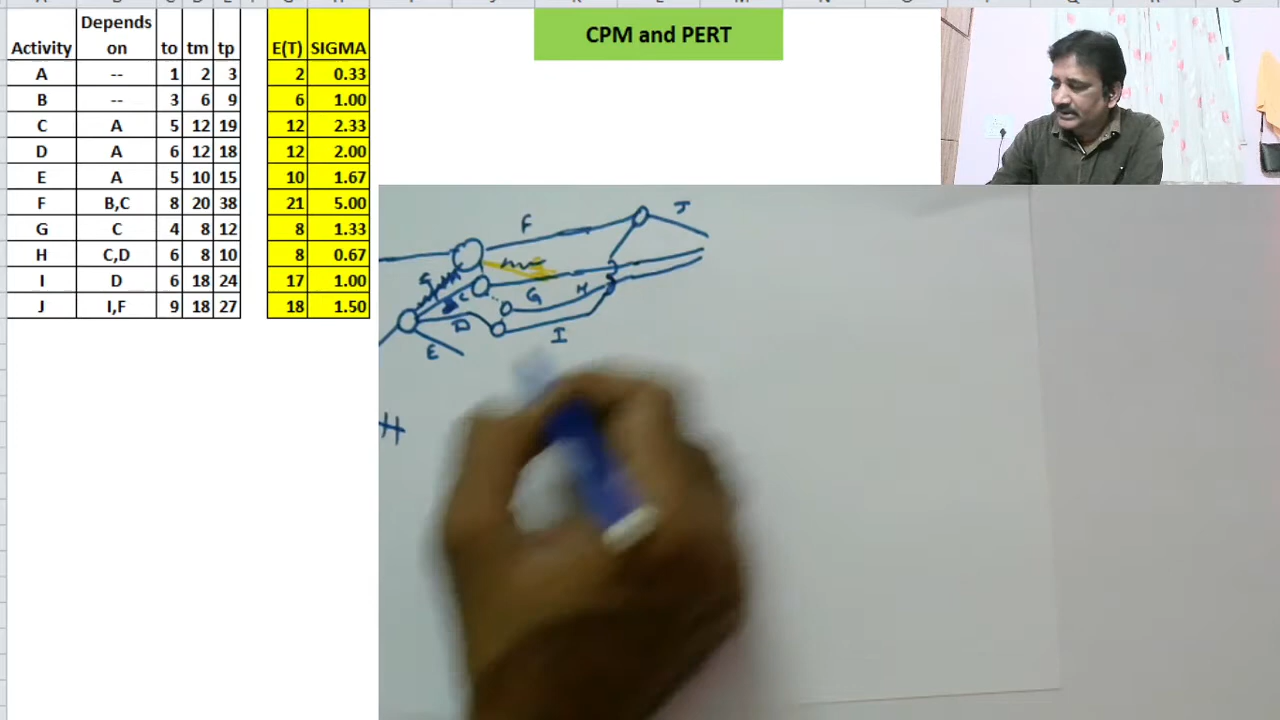 CPM and PERT
Depends
Activity on to tm tp E(T) SIGMA
A -- 1 2 3 2 0.33
B -- 3 6 9 6 1.00
C A 5 12 19 12 2.33
D A 6 12 18 12 2.00
E A 5 10 15 10 1.67
F B,C 8 20 38 21 5.00
G C 4 8 12 8 1.33
H C,D 6 8 10 8 0.67
I D 6 18 24 17 1.00
J I,F 9 18 27 18 1.50
F J
C G H
D I
E
H